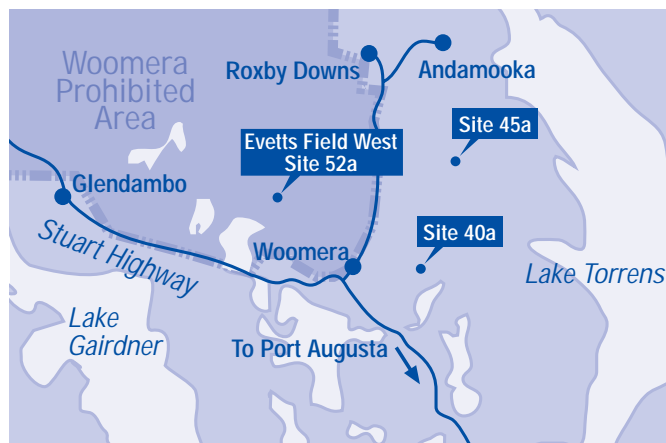 Woomera
Prohibited
Area
Roxby Downs
Andamooka
Site 45a
Evetts Field West
Site 52a
Glendambo
Stuart Highway
Woomera
Site 40a
Lake Torrens
Lake
Gairdner
To Port Augusta